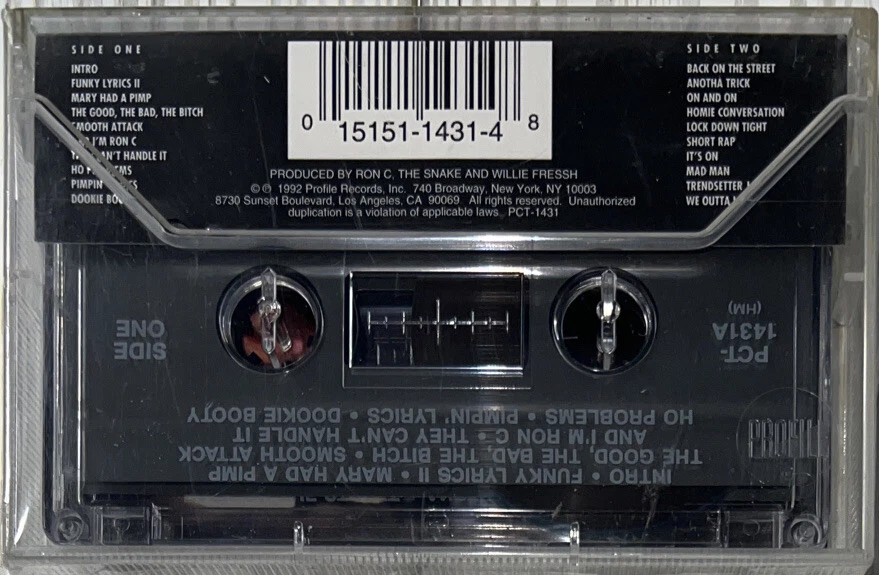 SIDE ONE
INTRO
FUNKY LYRICS II
MARY HAD A PIMP
THE GOOD, THE BAD, THE BITCH
SMOOTH ATTACK
I'M RON C
CAN'T HANDLE IT
HO
PIMPIN'
DOOKIE
0 15151-1431-4 8
PRODUCED BY RON C, THE SNAKE AND WILLIE FRESSH
©℗ 1992 Profile Records, Inc. 740 Broadway, New York, NY 10003
8730 Sunset Boulevard, Los Angeles, CA 90069 All rights reserved. Unauthorized
duplication is a violation of applicable laws. PCT-1431
SIDE TWO
BACK ON THE STREET
ANOTHA TRICK
ON AND ON
HOMIE CONVERSATION
LOCK DOWN TIGHT
SHORT RAP
IT'S ON
MAD MAN
TRENDSETTER
WE OUTTA
SIDE
ONE
PCT-
1431A
(HM)
PROFILE
INTRO • FUNKY LYRICS II • MARY HAD A PIMP
THE GOOD, THE BAD, THE BITCH • SMOOTH ATTACK
AND I'M RON C • THEY CAN'T HANDLE IT
HO PROBLEMS • PIMPIN' LYRICS • DOOKIE BOOTY